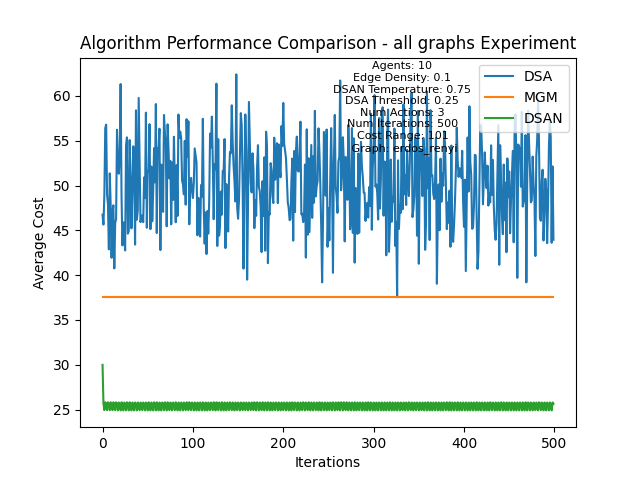 Algorithm Performance Comparison - all graphs Experiment
Agents: 10
Edge Density: 0.1
DSAN Temperature: 0.75
DSA Threshold: 0.25
Num Actions: 3
Num Iterations: 500
Cost Range: 101
Graph: erdos_renyi
DSA
MGM
DSAN
Average Cost
60
55
50
45
40
35
30
25
0
100
200
300
400
500
Iterations